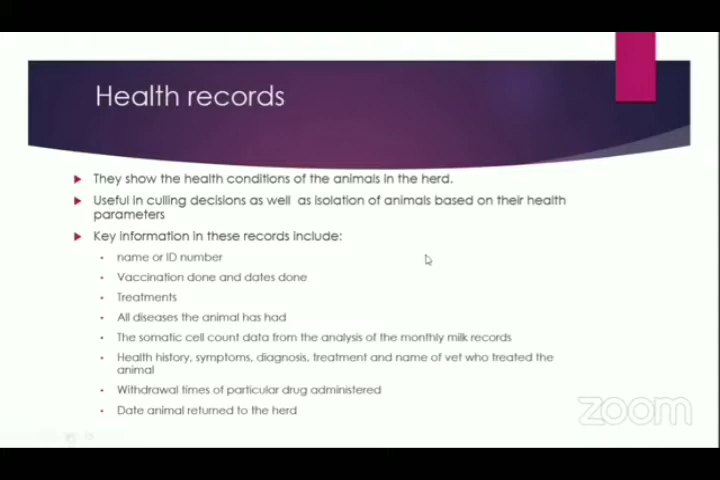 Health records
They show the health conditions of the animals in the herd.
Useful in culling decisions as well as isolation of animals based on their health
parameters
Key information in these records include:
name or ID number
Vaccination done and dates done
Treatments
All diseases the animal has had
The somatic cell count data from the analysis of the monthly milk records
Health history, symptoms, diagnosis, treatment and name of vet who treated the
animal
Withdrawal times of particular drug administered
Date animal returned to the herd
zoom